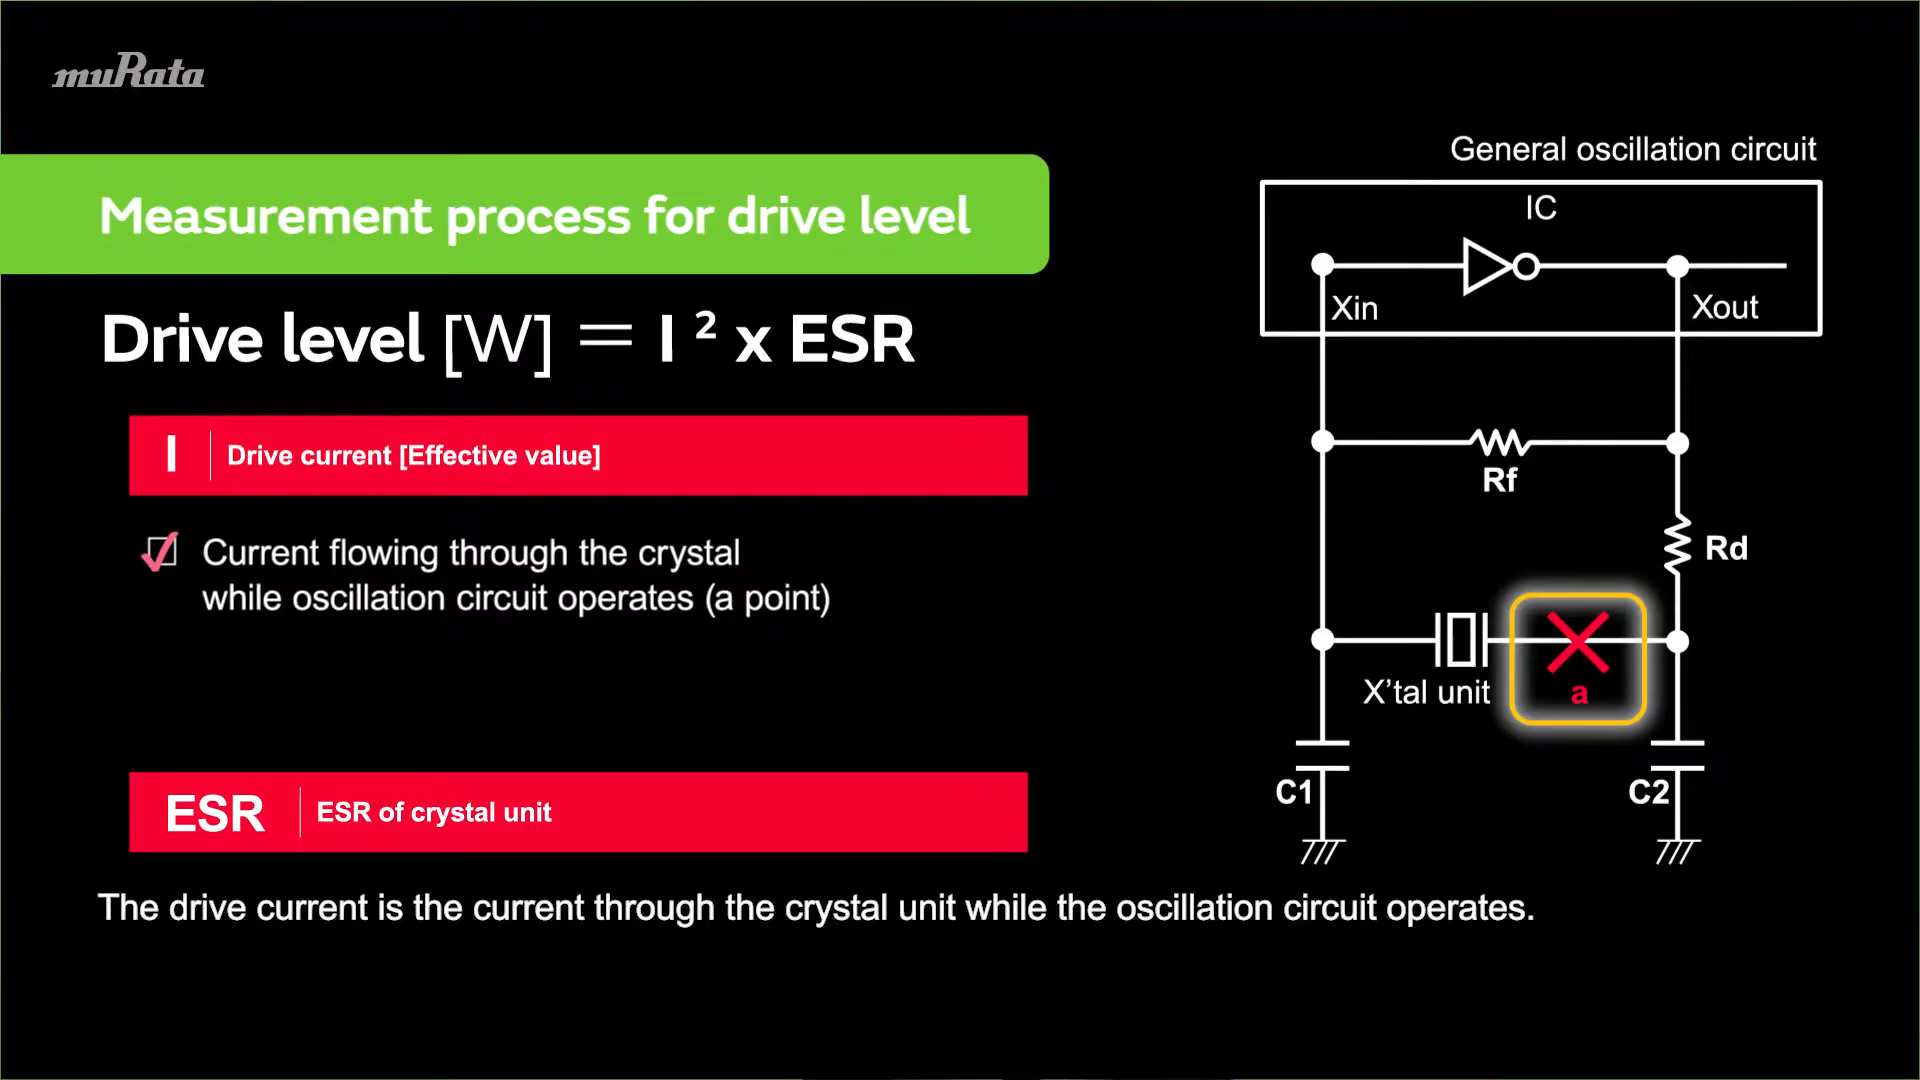 muRata
Measurement process for drive level
Drive level [W] = I ² x ESR
I Drive current [Effective value]
Current flowing through the crystal
while oscillation circuit operates (a point)
ESR ESR of crystal unit
The drive current is the current through the crystal unit while the oscillation circuit operates.
General oscillation circuit
IC
Xin
Xout
Rf
Rd
X’tal unit
a
C1
C2